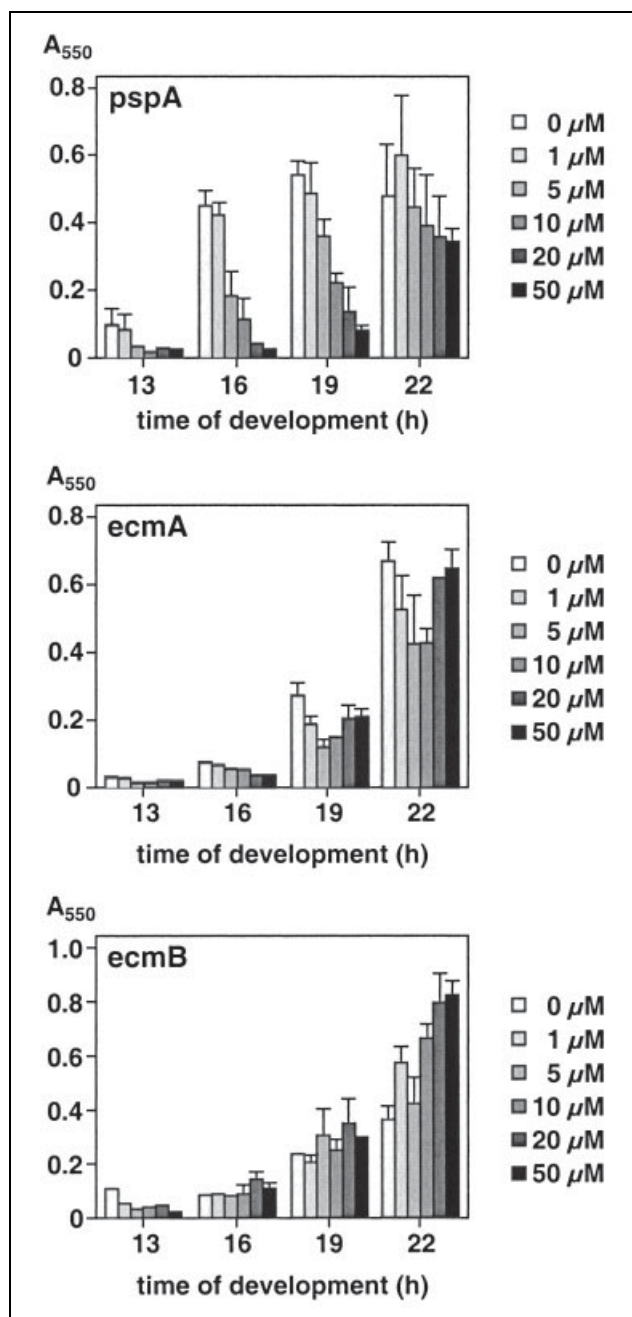 A550
pspA
0.8
0.6
0.4
0.2
0
13 16 19 22
time of development (h)
0 µM
1 µM
5 µM
10 µM
20 µM
50 µM
A550
ecmA
0.8
0.6
0.4
0.2
0
13 16 19 22
time of development (h)
0 µM
1 µM
5 µM
10 µM
20 µM
50 µM
A550
ecmB
1.0
0.8
0.6
0.4
0.2
0
13 16 19 22
time of development (h)
0 µM
1 µM
5 µM
10 µM
20 µM
50 µM